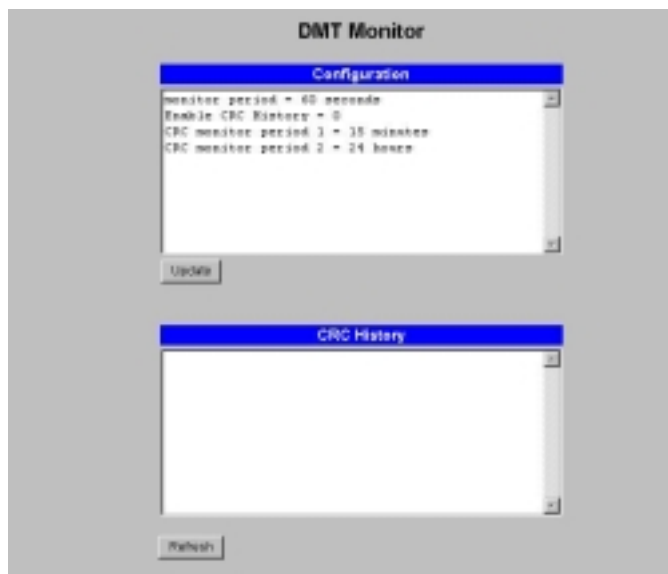 DMT Monitor
Configuration
monitor period = 60 seconds
Enable CRC History = 0
CRC monitor period 1 = 15 minutes
CRC monitor period 2 = 24 hours
Update
CRC History
Refresh